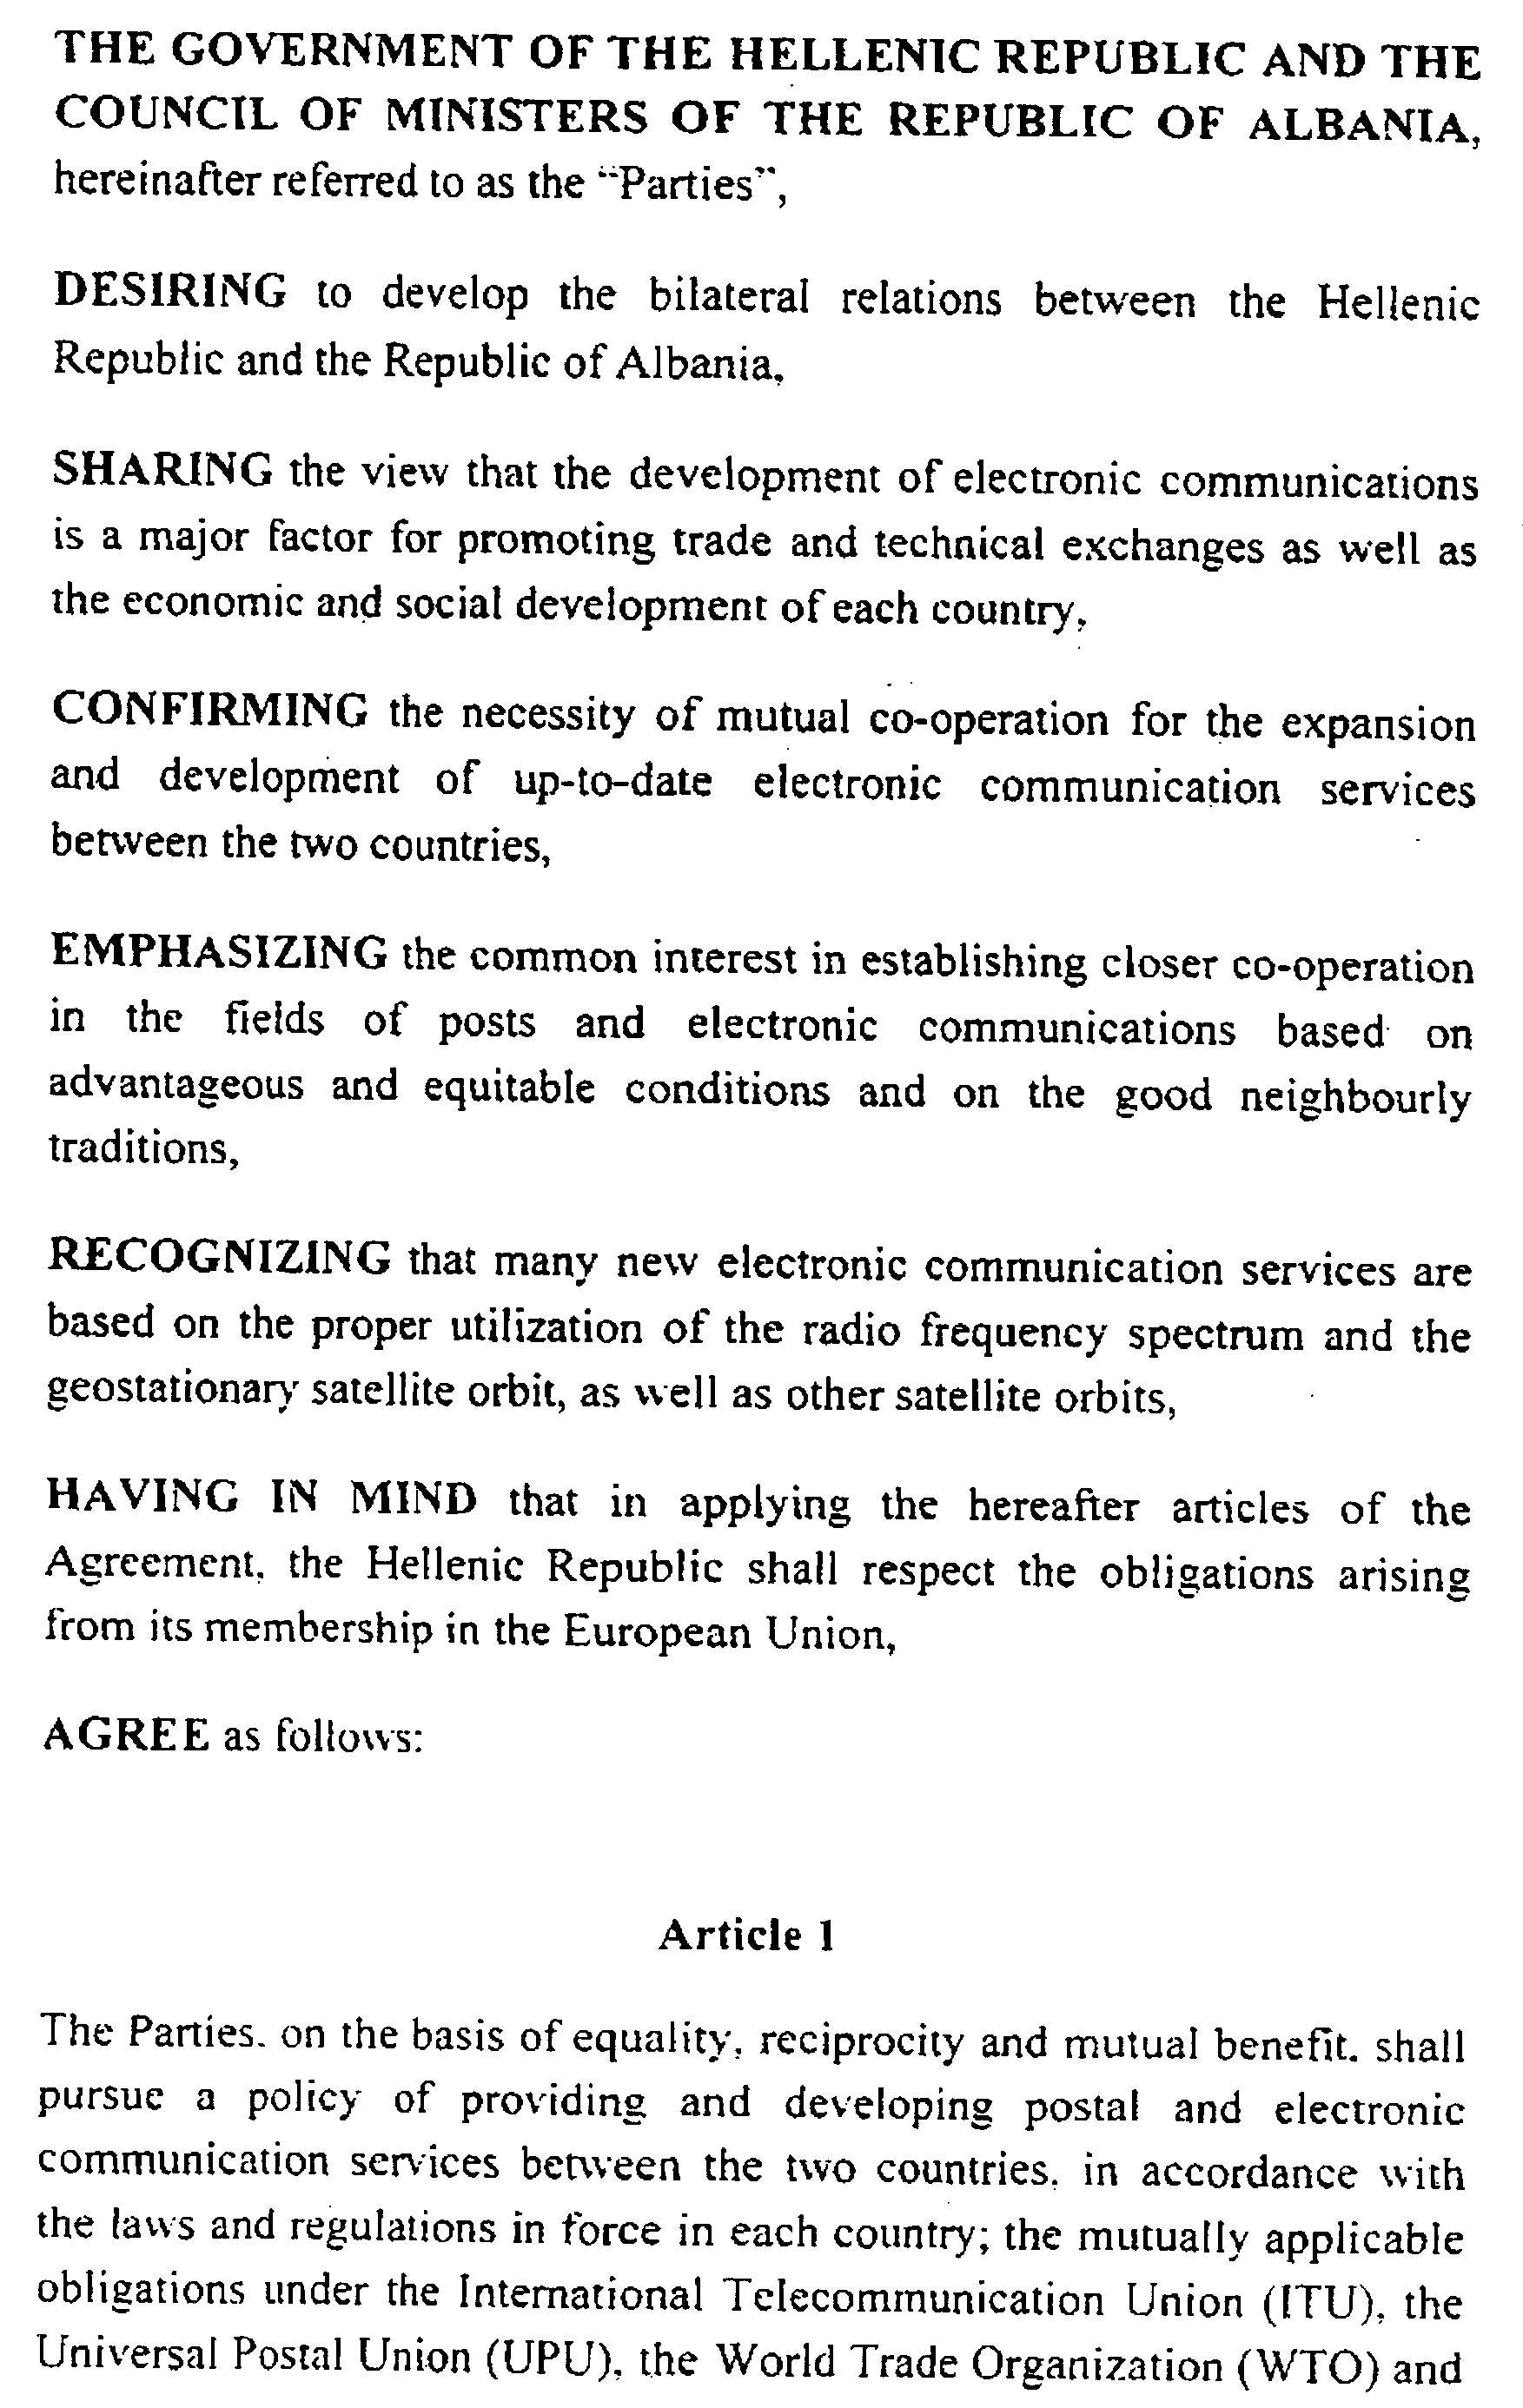 THE GOVERNMENT OF THE HELLENIC REPUBLIC AND THE
COUNCIL OF MINISTERS OF THE REPUBLIC OF ALBANIA,
hereinafter referred to as the "Parties",
DESIRING to develop the bilateral relations between the Hellenic
Republic and the Republic of Albania,
SHARING the view that the development of electronic communications
is a major factor for promoting trade and technical exchanges as well as
the economic and social development of each country,
CONFIRMING the necessity of mutual co-operation for the expansion
and development of up-to-date electronic communication services
between the two countries,
EMPHASIZING the common interest in establishing closer co-operation
in the fields of posts and electronic communications based on
advantageous and equitable conditions and on the good neighbourly
traditions,
RECOGNIZING that many new electronic communication services are
based on the proper utilization of the radio frequency spectrum and the
geostationary satellite orbit, as well as other satellite orbits,
HAVING IN MIND that in applying the hereafter articles of the
Agreement, the Hellenic Republic shall respect the obligations arising
from its membership in the European Union,
AGREE as follows:
Article 1
The Parties, on the basis of equality, reciprocity and mutual benefit, shall
pursue a policy of providing and developing postal and electronic
communication services between the two countries, in accordance with
the laws and regulations in force in each country; the mutually applicable
obligations under the International Telecommunication Union (ITU), the
Universal Postal Union (UPU), the World Trade Organization (WTO) and